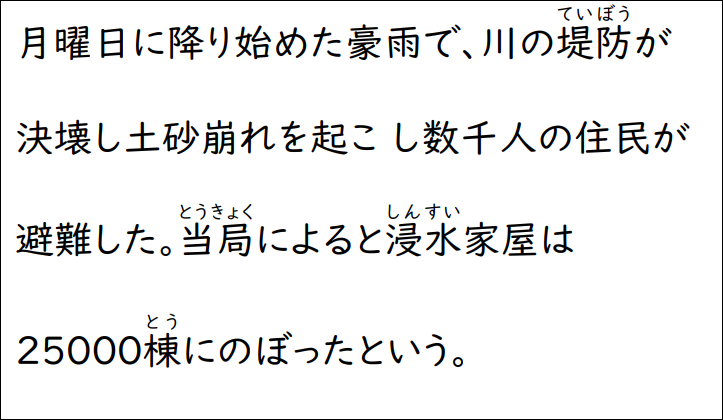 月曜日に降り始めた豪雨で、川の堤防が
決壊し土砂崩れを起こし数千人の住民が
避難した。当局によると浸水家屋は
25000棟にのぼったという。
ていぼう
とうきょく
しんすい
とう